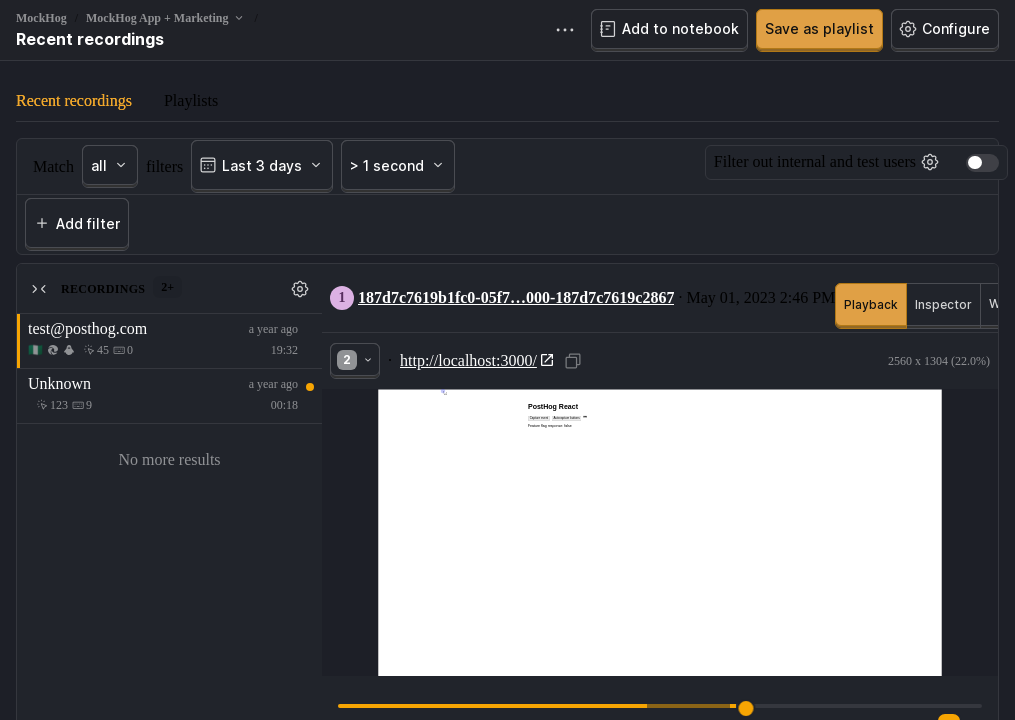 MockHog / MockHog App + Marketing /
Recent recordings
Add to notebook
Save as playlist
Configure
Recent recordings
Playlists
Match all filters
Last 3 days
> 1 second
Filter out internal and test users
Add filter
RECORDINGS 2+
test@posthog.com a year ago
45 0 19:32
Unknown a year ago
123 9 00:18
No more results
1 187d7c7619b1fc0-05f7…000-187d7c7619c2867 · May 01, 2023 2:46 PM
Playback
Inspector
W
2 · http://localhost:3000/
2560 x 1304 (22.0%)
PostHog React
Capture event
Feature flag response: false